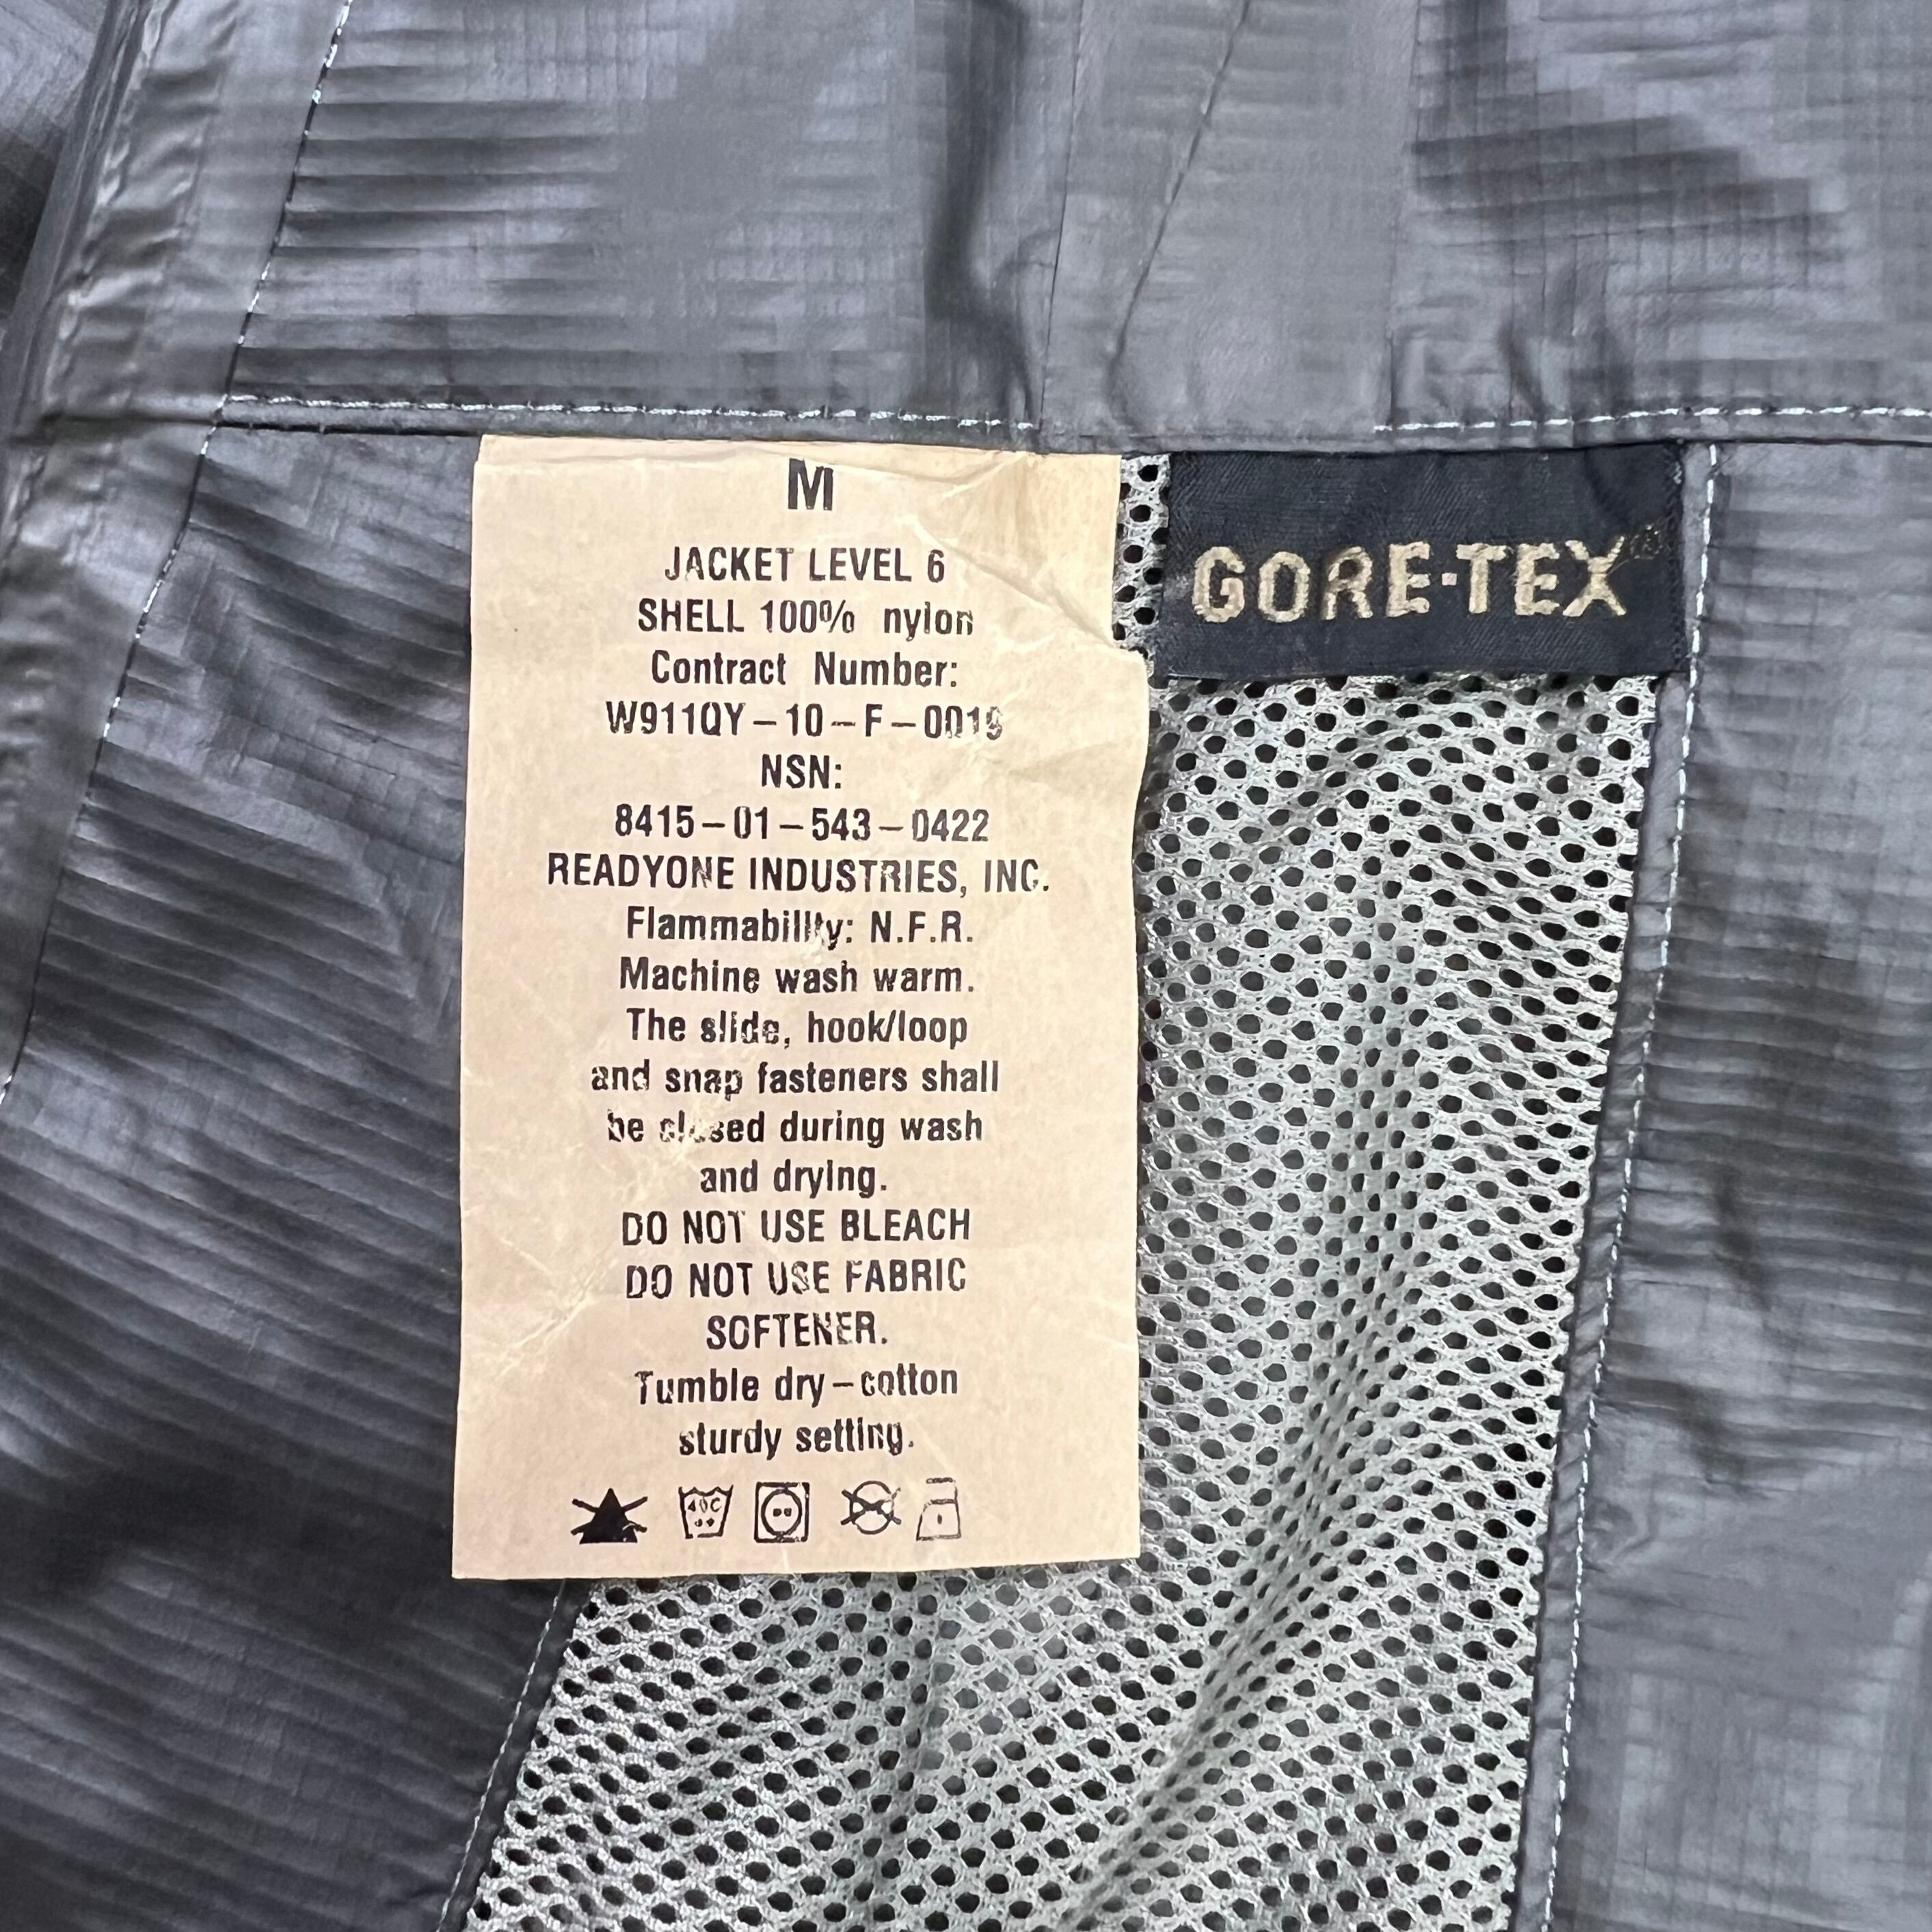 M
JACKET LEVEL 6
SHELL 100% nylon
Contract Number:
W911QY-10-F-0019
NSN:
8415-01-543-0422
READYONE INDUSTRIES, INC.
Flammability: N.F.R.
Machine wash warm.
The slide, hook/loop
and snap fasteners shall
be closed during wash
and drying.
DO NOT USE BLEACH
DO NOT USE FABRIC
SOFTENER.
Tumble dry-cotton
sturdy setting.
40C
GORE-TEX®